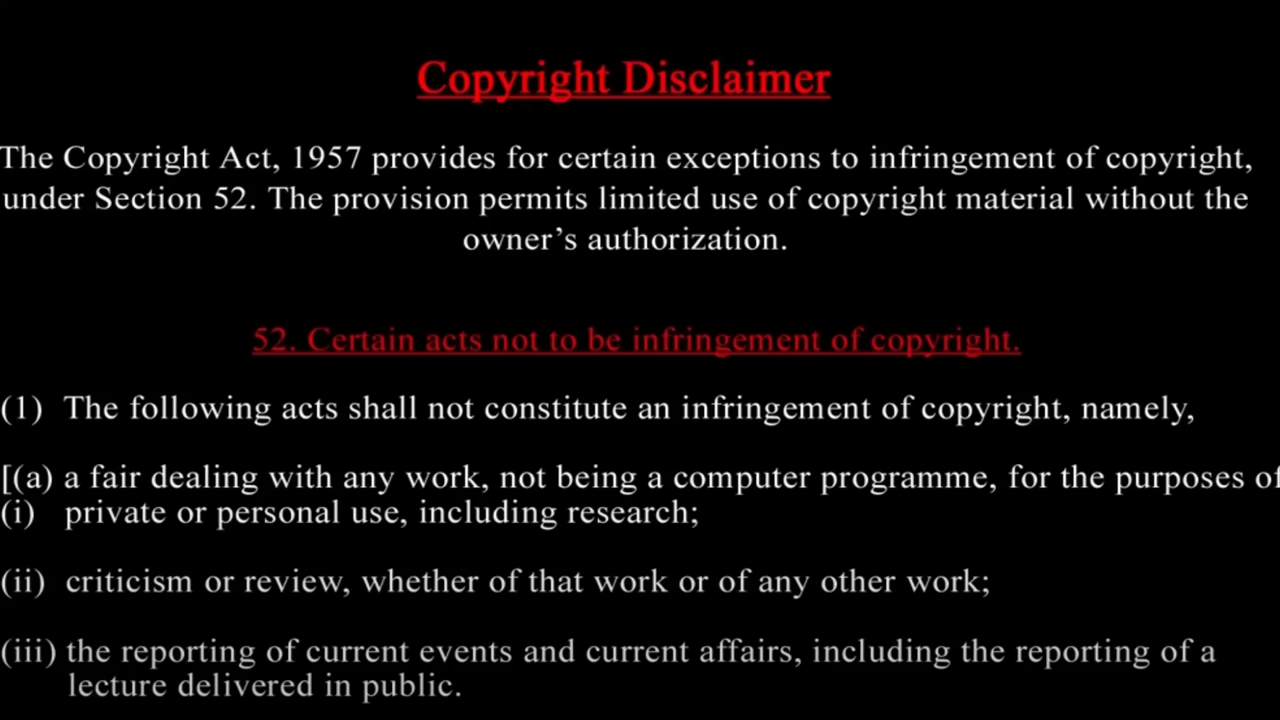 Copyright Disclaimer
The Copyright Act, 1957 provides for certain exceptions to infringement of copyright,
under Section 52. The provision permits limited use of copyright material without the
owner’s authorization.
52. Certain acts not to be infringement of copyright.
(1) The following acts shall not constitute an infringement of copyright, namely,
[(a) a fair dealing with any work, not being a computer programme, for the purposes of
(i) private or personal use, including research;
(ii) criticism or review, whether of that work or of any other work;
(iii) the reporting of current events and current affairs, including the reporting of a
lecture delivered in public.